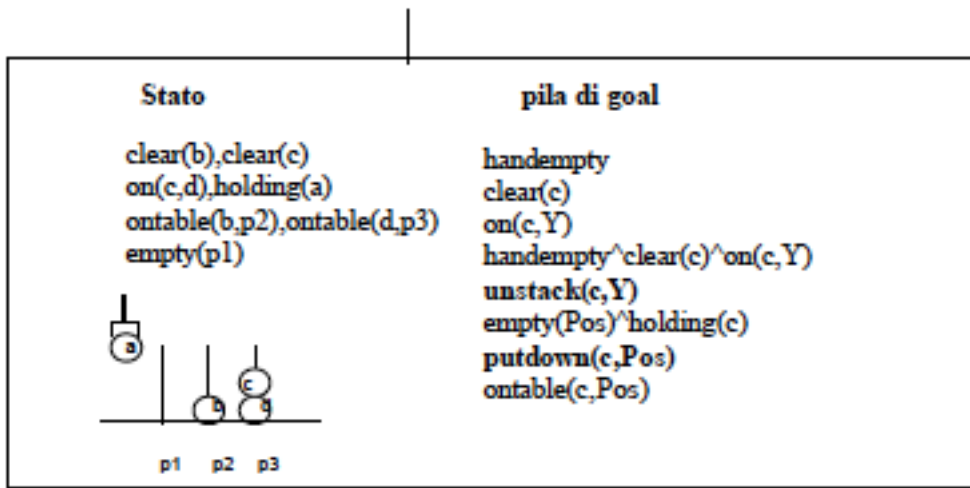 Stato
clear(b),clear(c)
on(c,d),holding(a)
ontable(b,p2),ontable(d,p3)
empty(p1)
a
c
b
d
p1 p2 p3
pila di goal
handempty
clear(c)
on(c,Y)
handempty^clear(c)^on(c,Y)
unstack(c,Y)
empty(Pos)^holding(c)
putdown(c,Pos)
ontable(c,Pos)